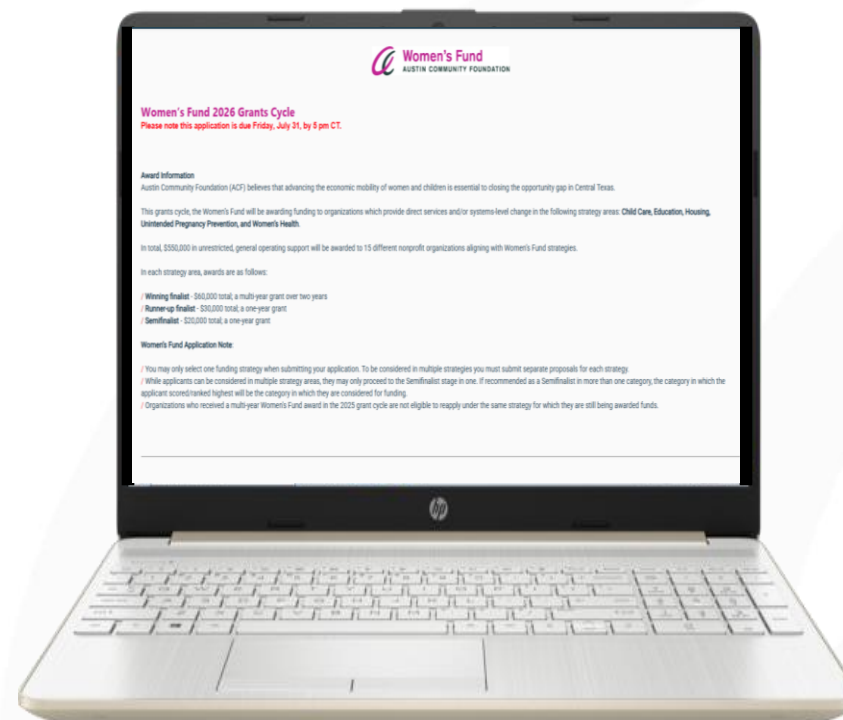 Women's Fund
AUSTIN COMMUNITY FOUNDATION
Women's Fund 2026 Grants Cycle
Please note this application is due Friday, July 31, by 5 pm CT.
Award Information
Austin Community Foundation (ACF) believes that advancing the economic mobility of women and children is essential to closing the opportunity gap in Central Texas.
This grants cycle, the Women's Fund will be awarding funding to organizations which provide direct services and/or systems-level change in the following strategy areas: Child Care, Education, Housing,
Unintended Pregnancy Prevention, and Women's Health.
In total, $550,000 in unrestricted, general operating support will be awarded to 15 different nonprofit organizations aligning with Women's Fund strategies.
In each strategy area, awards are as follows:
/ Winning finalist - $60,000 total; a multi-year grant over two years
/ Runner-up finalist - $30,000 total; a one-year grant
/ Semifinalist - $20,000 total; a one-year grant
Women's Fund Application Note:
/ You may only select one funding strategy when submitting your application. To be considered in multiple strategies you must submit separate proposals for each strategy.
/ While applicants can be considered in multiple strategy areas, they may only proceed to the Semifinalist stage in one. If recommended as a Semifinalist in more than one category, the category in which the
applicant scored/ranked highest will be the category in which they are considered for funding.
/ Organizations who received a multi-year Women's Fund award in the 2025 grant cycle are not eligible to reapply under the same strategy for which they are still being awarded funds.
hp